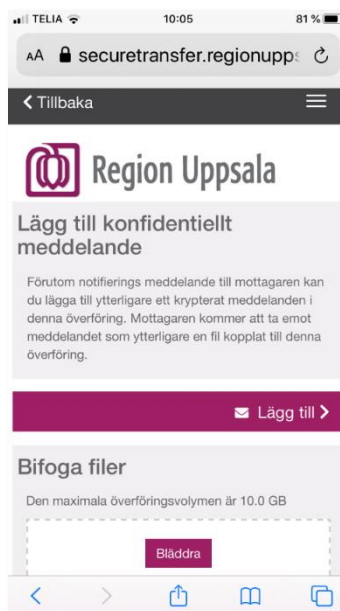 TELIA 10:05 81 %
AA securetransfer.regionupps
Tillbaka
Region Uppsala
Lägg till konfidentiellt
meddelande
Förutom notifierings meddelande till mottagaren kan
du lägga till ytterligare ett krypterat meddelanden i
denna överföring. Mottagaren kommer att ta emot
meddelandet som ytterligare en fil kopplat till denna
överföring.
Lägg till
Bifoga filer
Den maximala överföringsvolymen är 10.0 GB
Bläddra